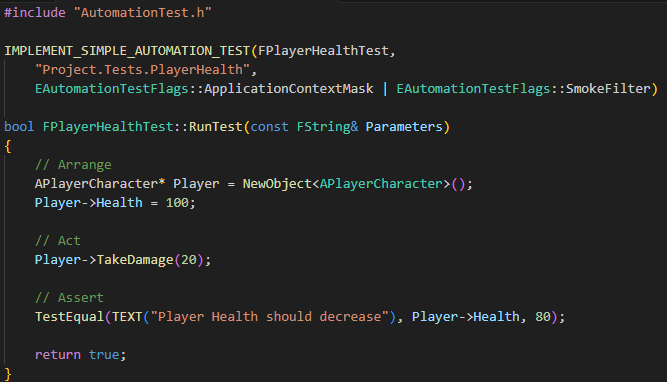 #include "AutomationTest.h"
IMPLEMENT_SIMPLE_AUTOMATION_TEST(FPlayerHealthTest,
"Project.Tests.PlayerHealth",
EAutomationTestFlags::ApplicationContextMask | EAutomationTestFlags::SmokeFilter)
bool FPlayerHealthTest::RunTest(const FString& Parameters)
{
// Arrange
APlayerCharacter* Player = NewObject<APlayerCharacter>();
Player->Health = 100;
// Act
Player->TakeDamage(20);
// Assert
TestEqual(TEXT("Player Health should decrease"), Player->Health, 80);
return true;
}